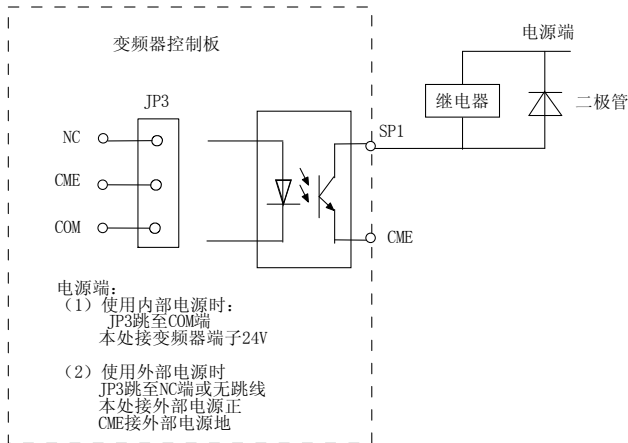 变频器控制板
电源端
JP3
继电器
二极管
NC
SP1
CME
COM
CME
电源端：
（1）使用内部电源时：
JP3跳至COM端
本处接变频器端子24V
（2）使用外部电源时
JP3跳至NC端或无跳线
本处接外部电源正
CME接外部电源地